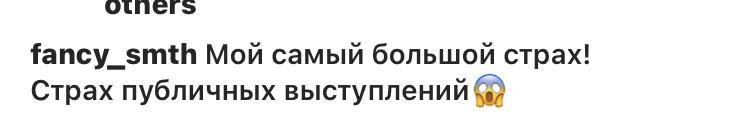 others
fancy_smth Мой самый большой страх!
Страх публичных выступлений😱